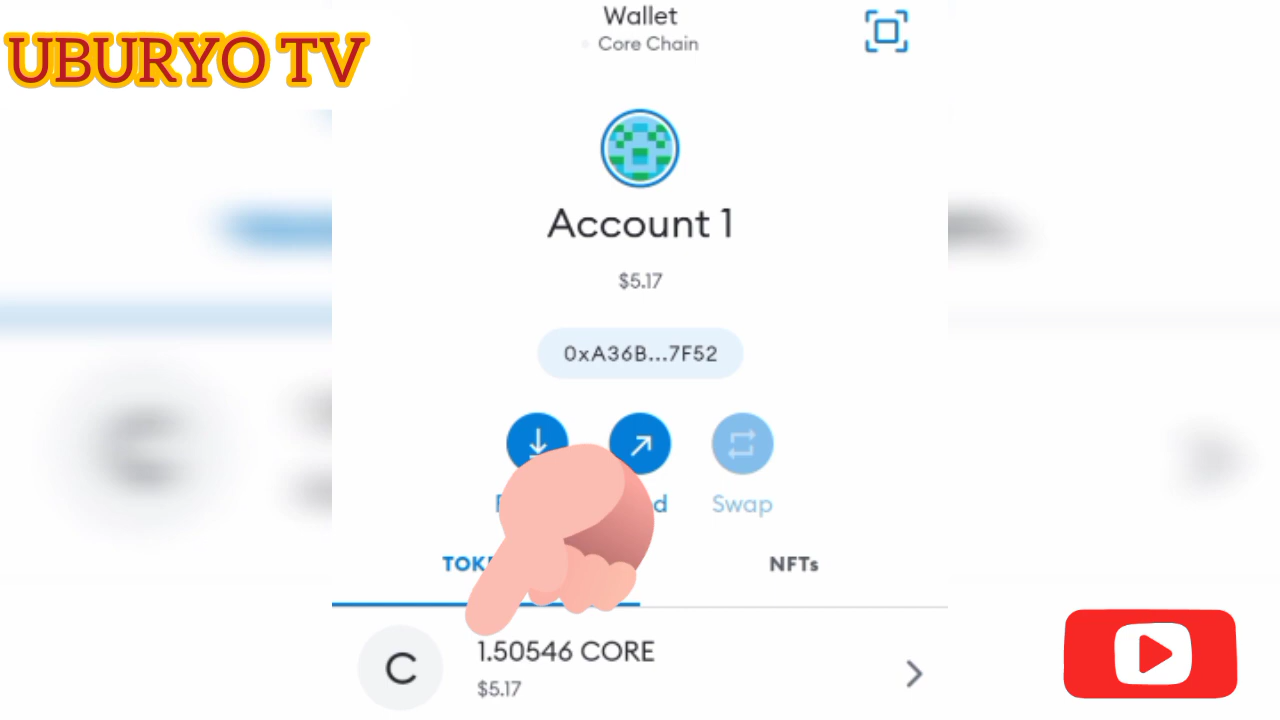 UBURYO TV
Wallet
Core Chain
Account 1
$5.17
0xA36B...7F52
Swap
NFTs
C
1.50546 CORE
$5.17